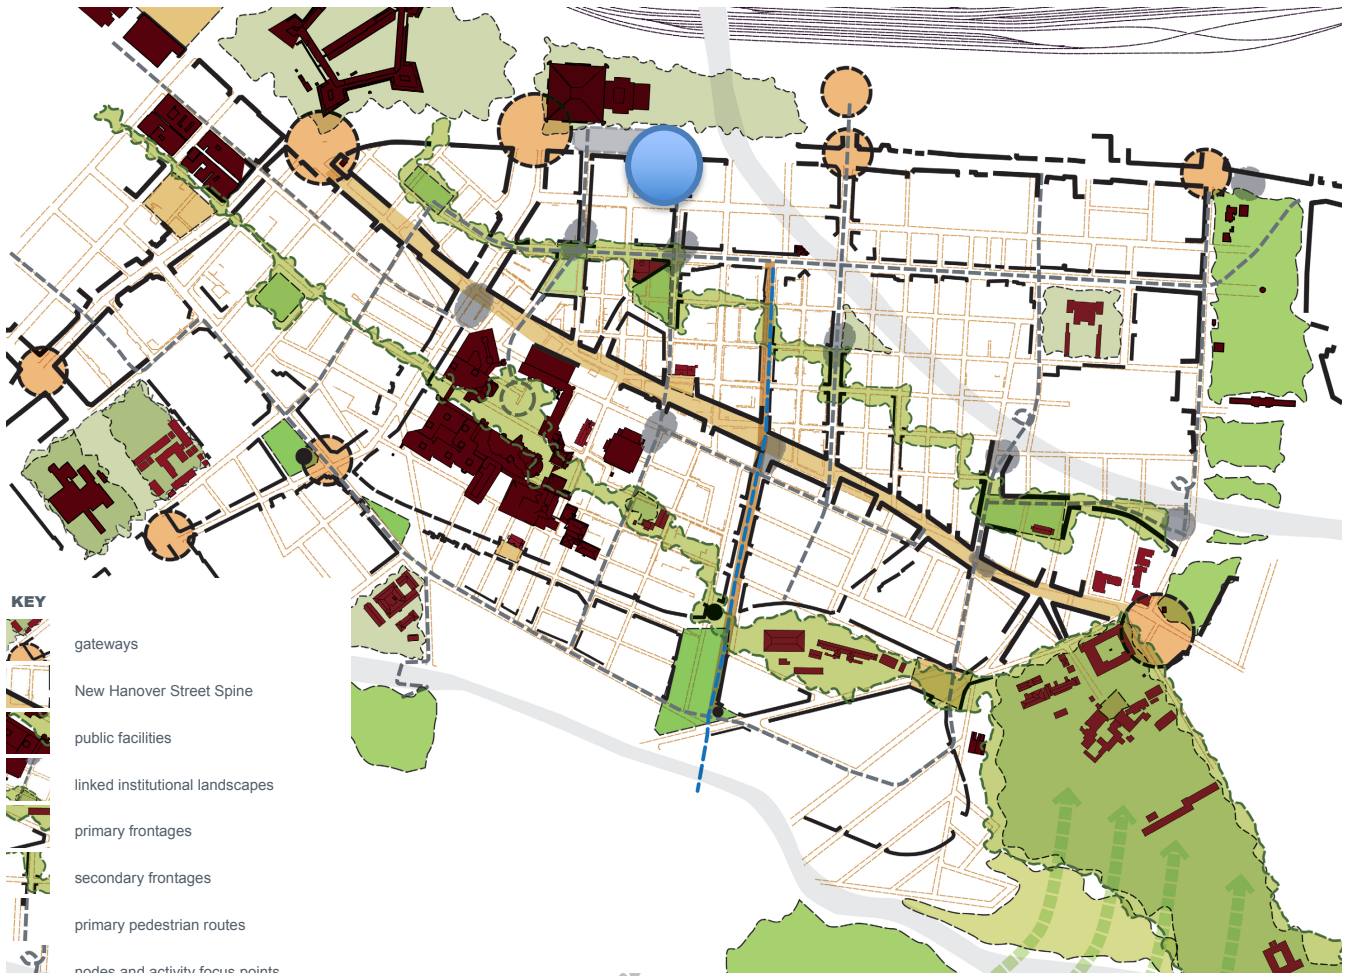 KEY
gateways
New Hanover Street Spine
public facilities
linked institutional landscapes
primary frontages
secondary frontages
primary pedestrian routes
nodes and activity focus points